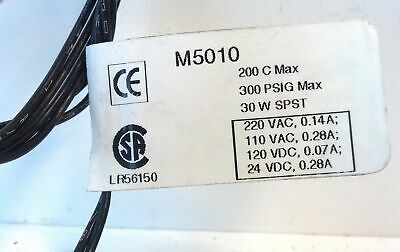 M5010
CE
200 C Max
300 PSIG Max
30 W SPST
220 VAC, 0.14A;
110 VAC, 0.28A;
120 VDC, 0.07A;
24 VDC, 0.28A
SA
LR56150